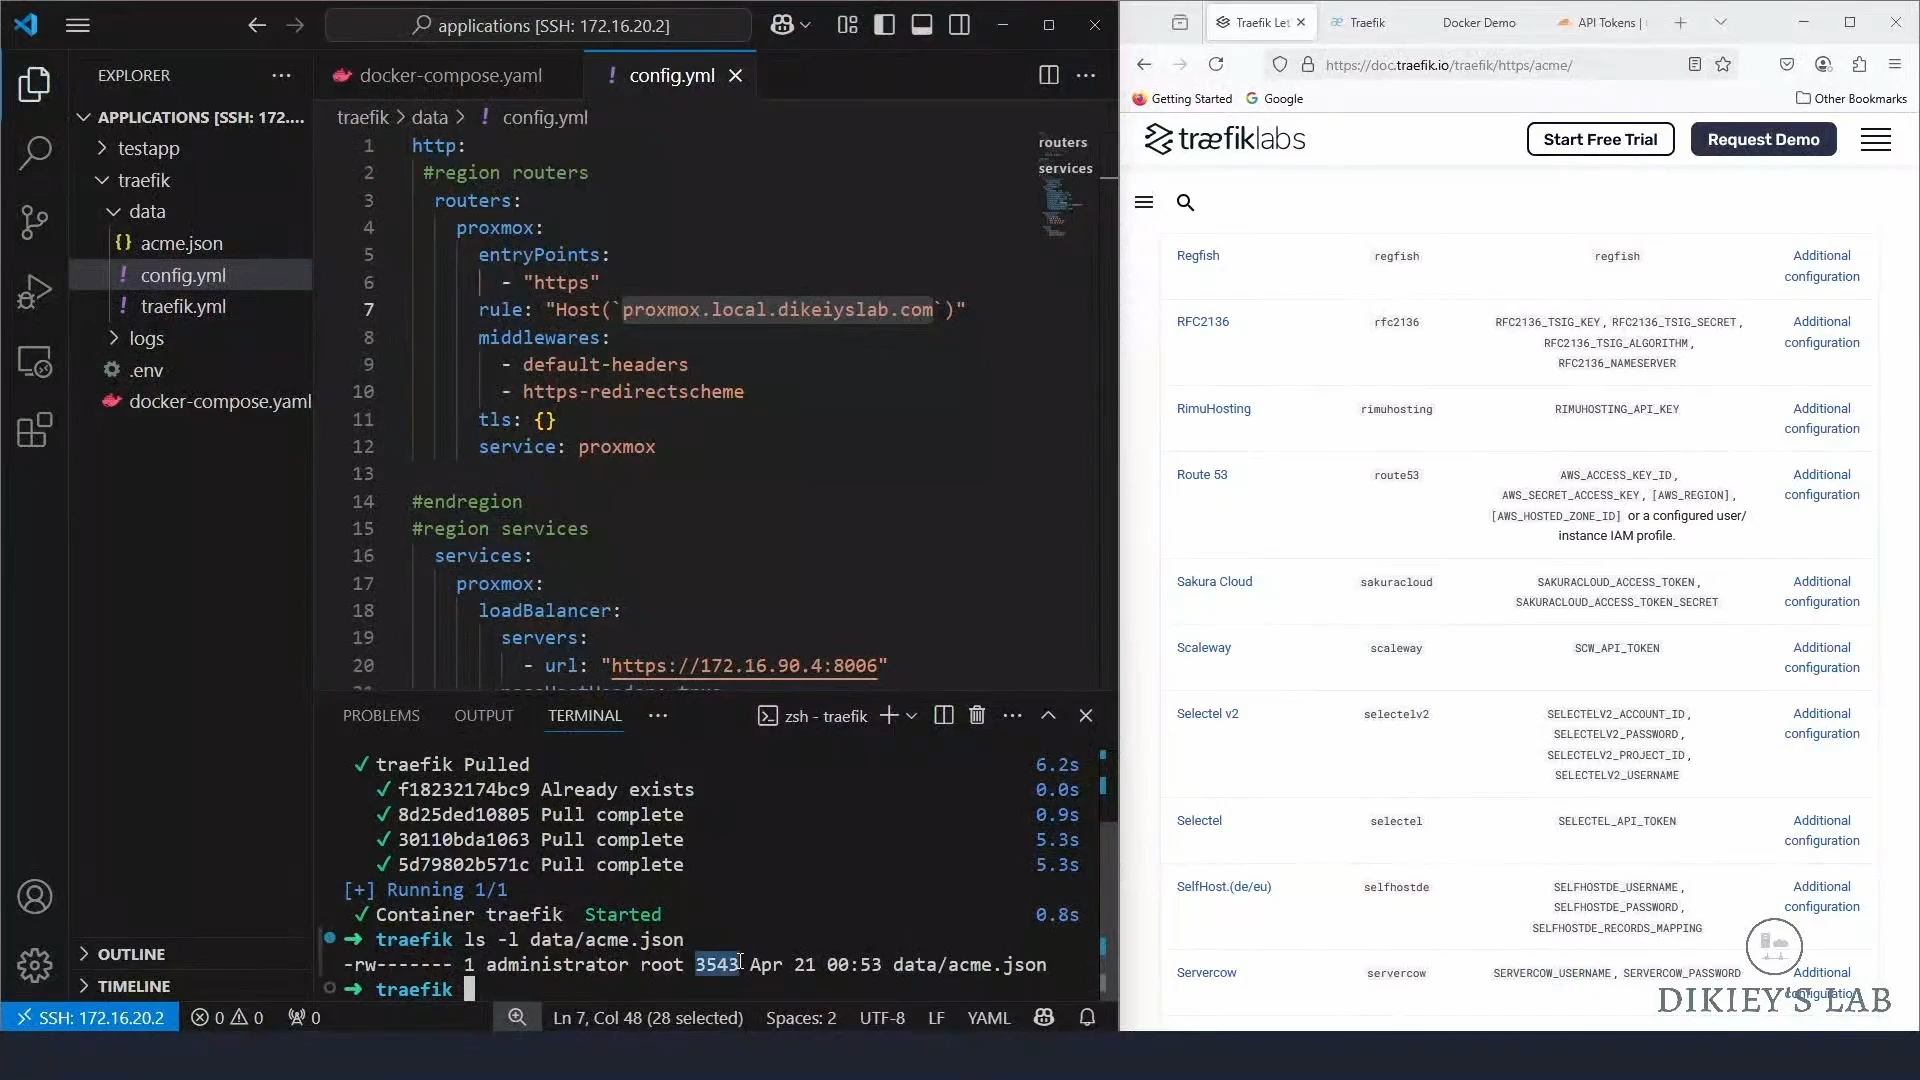 applications [SSH: 172.16.20.2]
EXPLORER
APPLICATIONS [SSH: 172....
testapp
traefik
data
acme.json
config.yml
traefik.yml
logs
.env
docker-compose.yaml
OUTLINE
TIMELINE
docker-compose.yaml
config.yml
traefik > data > ! config.yml
1 http:
2 #region routers
3 routers:
4 proxmox:
5 entryPoints:
6 - "https"
7 rule: "Host(`proxmox.local.dikeiyslab.com`)"
8 middlewares:
9 - default-headers
10 - https-redirectscheme
11 tls: {}
12 service: proxmox
13
14 #endregion
15 #region services
16 services:
17 proxmox:
18 loadBalancer:
19 servers:
20 - url: "https://172.16.90.4:8006"
routers
services
PROBLEMS
OUTPUT
TERMINAL
zsh - traefik
✓ traefik Pulled 6.2s
✓ f18232174bc9 Already exists 0.0s
✓ 8d25ded10805 Pull complete 0.9s
✓ 30110bda1063 Pull complete 5.3s
✓ 5d79802b571c Pull complete 5.3s
[+] Running 1/1
✓ Container traefik Started 0.8s
➜ traefik ls -l data/acme.json
-rw------- 1 administrator root 3543 Apr 21 00:53 data/acme.json
➜ traefik
SSH: 172.16.20.2
0 0
0
Ln 7, Col 48 (28 selected)
Spaces: 2
UTF-8
LF
YAML
Traefik Let
Traefik
Docker Demo
API Tokens |
https://doc.traefik.io/traefik/https/acme/
Getting Started
Google
Other Bookmarks
træfiklabs
Start Free Trial
Request Demo
Regfish regfish regfish Additional configuration
RFC2136 rfc2136 RFC2136_TSIG_KEY, RFC2136_TSIG_SECRET, Additional configuration
RFC2136_TSIG_ALGORITHM,
RFC2136_NAMESERVER
RimuHosting rimuhosting RIMUHOSTING_API_KEY Additional configuration
Route 53 route53 AWS_ACCESS_KEY_ID, Additional configuration
AWS_SECRET_ACCESS_KEY, [AWS_REGION],
[AWS_HOSTED_ZONE_ID] or a configured user/
instance IAM profile.
Sakura Cloud sakuracloud SAKURACLOUD_ACCESS_TOKEN, Additional configuration
SAKURACLOUD_ACCESS_TOKEN_SECRET
Scaleway scaleway SCW_API_TOKEN Additional configuration
Selectel v2 selectelv2 SELECTELV2_ACCOUNT_ID, Additional configuration
SELECTELV2_PASSWORD,
SELECTELV2_PROJECT_ID,
SELECTELV2_USERNAME
Selectel selectel SELECTEL_API_TOKEN Additional configuration
SelfHost.(de/eu) selfhostde SELFHOSTDE_USERNAME, Additional configuration
SELFHOSTDE_PASSWORD,
SELFHOSTDE_RECORDS_MAPPING
Servercow servercow SERVERCOW_USERNAME, SERVERCOW_PASSWORD Additional configuration
DIKIEY'S LAB